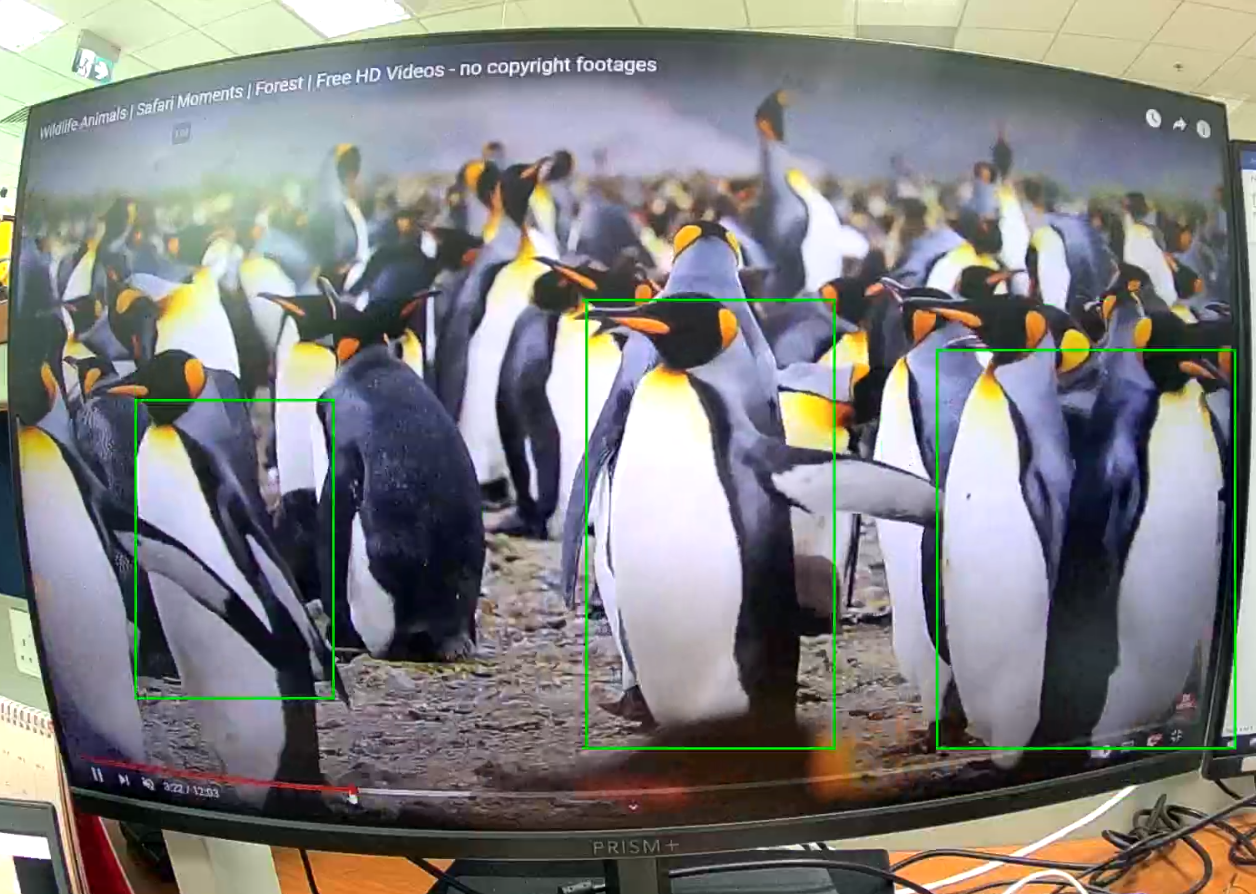 Wildlife Animals | Safari Moments | Forest | Free HD Videos - no copyright footages
3:22 / 12:03
PRISM+